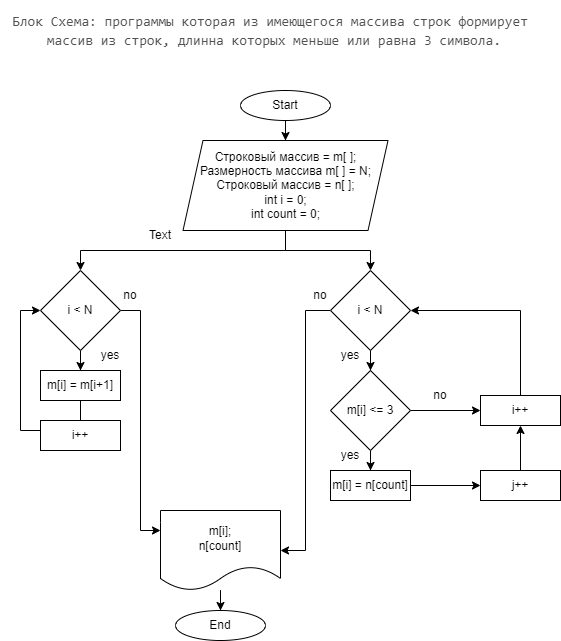 Блок Схема: программы которая из имеющегося массива строк формирует
массив из строк, длинна которых меньше или равна 3 символа.
Start
Строковый массив = m[ ];
Размерность массива m[ ] = N;
Строковый массив = n[ ];
int i = 0;
int count = 0;
Text
i < N
no
yes
m[i] = m[i+1]
i++
no
i < N
yes
m[i] <= 3
no
i++
yes
m[i] = n[count]
j++
m[i];
n[count]
End